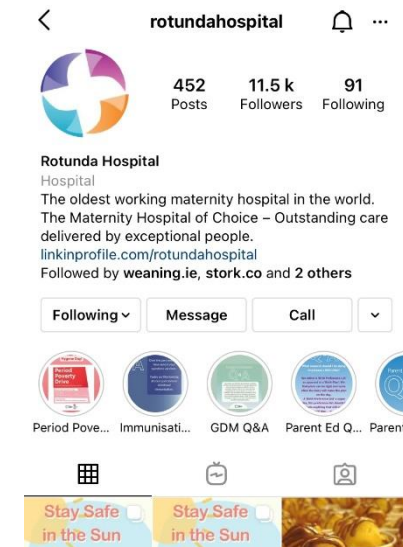 rotundahospital
452 11.5 k 91
Posts Followers Following
Rotunda Hospital
Hospital
The oldest working maternity hospital in the world.
The Maternity Hospital of Choice – Outstanding care
delivered by exceptional people.
linkinprofile.com/rotundahospital
Followed by weaning.ie, stork.co and 2 others
Following Message Call
Period
Poverty
Drive
Period Pove... Immunisati... GDM Q&A Parent Ed Q... Parent
Stay Safe Stay Safe
in the Sun in the Sun